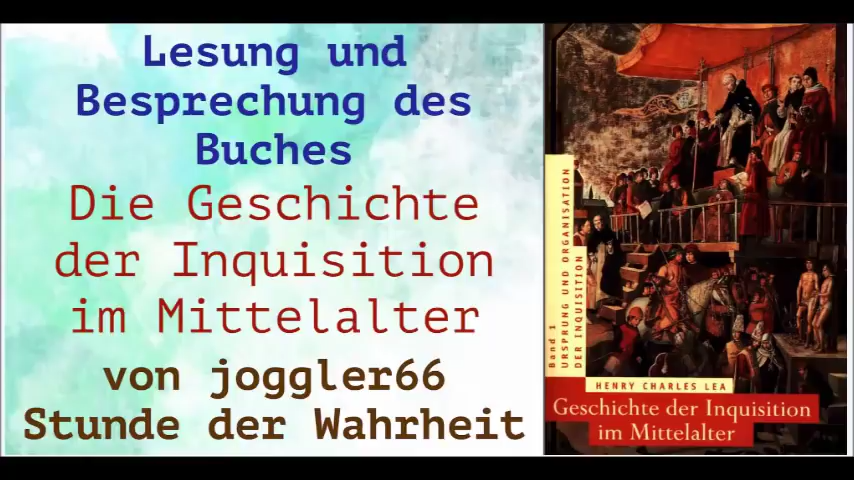 Lesung und
Besprechung des
Buches
Die Geschichte
der Inquisition
im Mittelalter
von joggler66
Stunde der Wahrheit
Band 1
URSPRUNG UND ORGANISATION
DER INQUISITION
HENRY CHARLES LEA
Geschichte der Inquisition
im Mittelalter